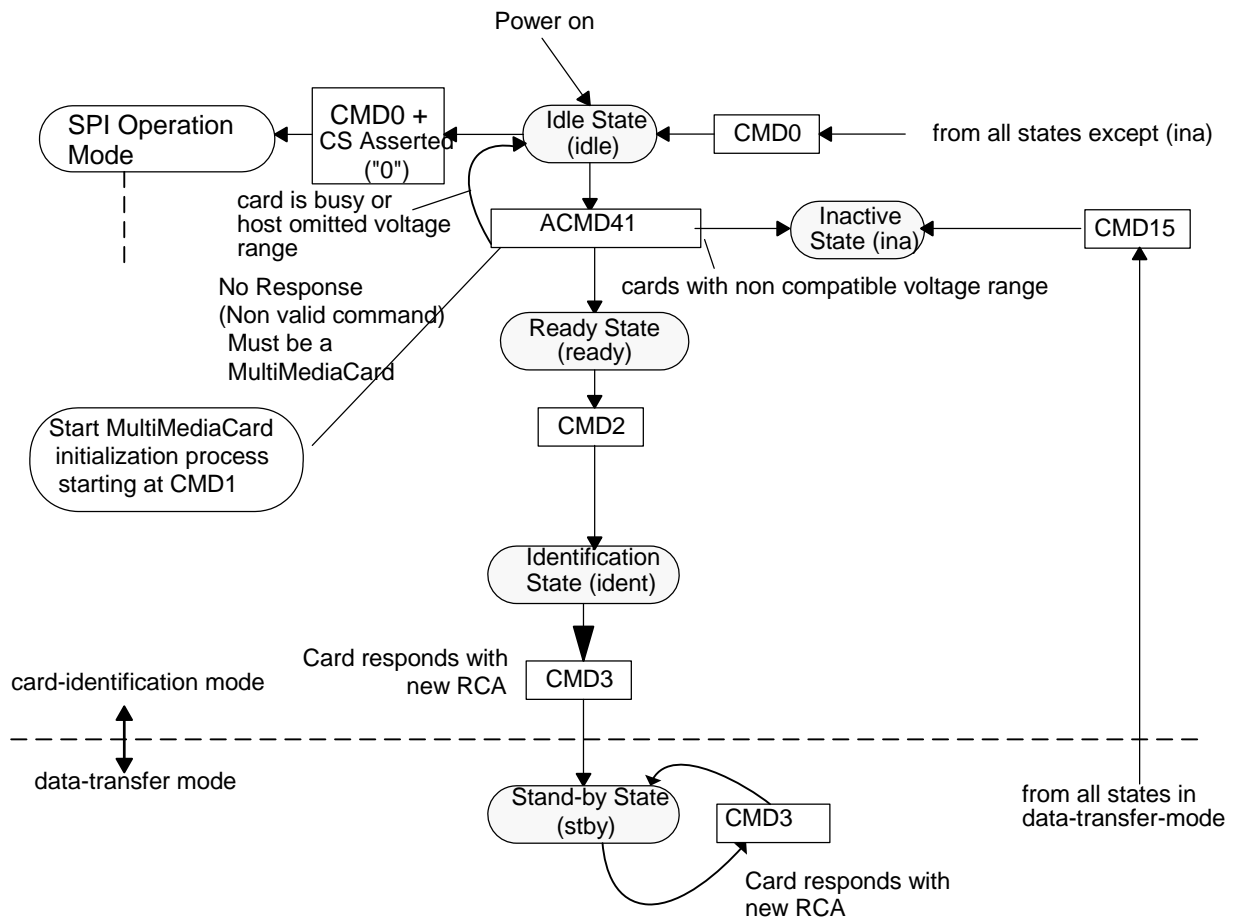 Power on
SPI Operation
Mode
CMD0 +
CS Asserted
("0")
Idle State
(idle)
CMD0
from all states except (ina)
card is busy or
host omitted voltage
range
ACMD41
Inactive
State (ina)
CMD15
cards with non compatible voltage range
No Response
(Non valid command)
Must be a
MultiMediaCard
Ready State
(ready)
CMD2
Start MultiMediaCard
initialization process
starting at CMD1
Identification
State (ident)
Card responds with
new RCA
CMD3
card-identification mode
data-transfer mode
Stand-by State
(stby)
CMD3
from all states in
data-transfer-mode
Card responds with
new RCA